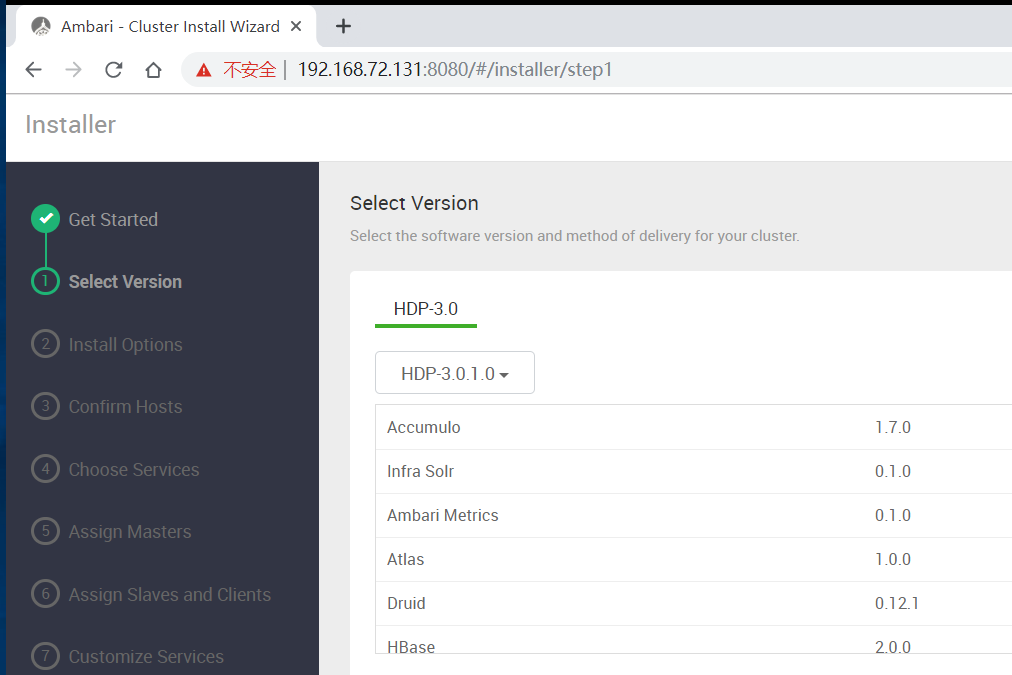 Ambari - Cluster Install Wizard
不安全 192.168.72.131:8080/#/installer/step1
Installer
Get Started
1 Select Version
2 Install Options
3 Confirm Hosts
4 Choose Services
5 Assign Masters
6 Assign Slaves and Clients
7 Customize Services
Select Version
Select the software version and method of delivery for your cluster.
HDP-3.0
HDP-3.0.1.0
Accumulo 1.7.0
Infra Solr 0.1.0
Ambari Metrics 0.1.0
Atlas 1.0.0
Druid 0.12.1
HBase 2.0.0